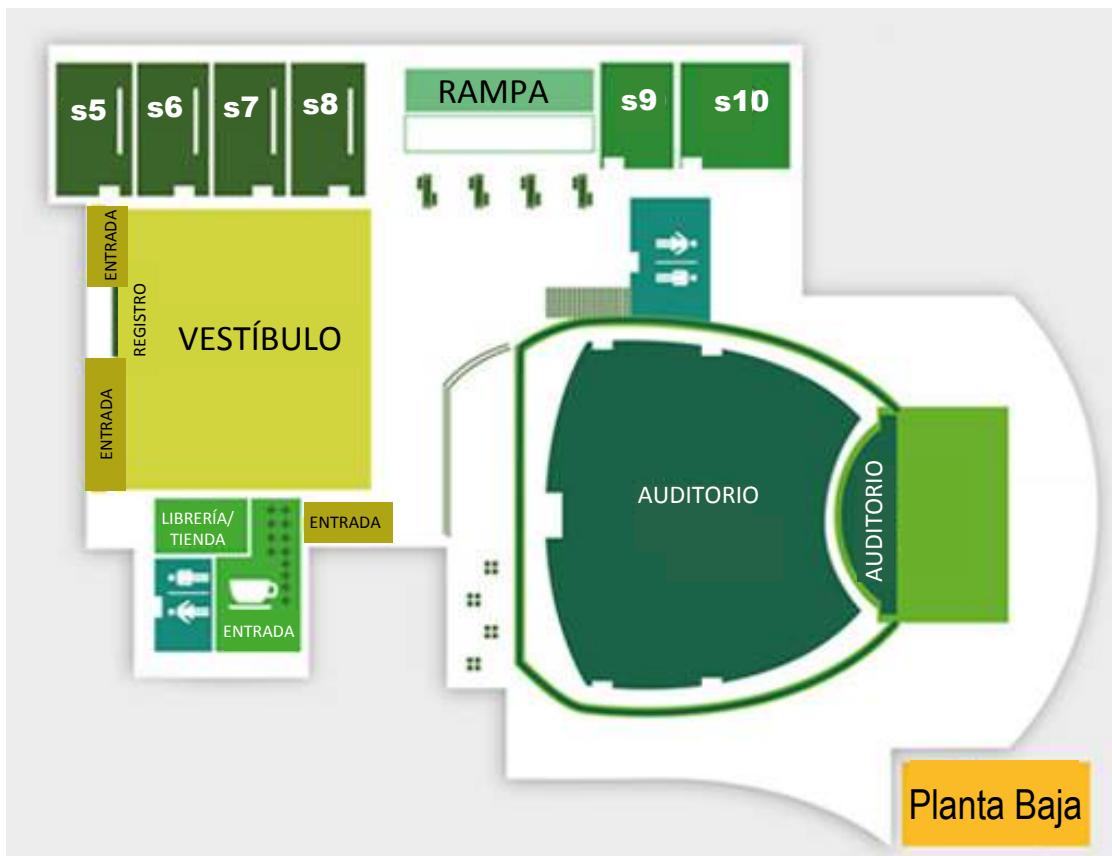 s5
s6
s7
s8
RAMPA
s9
s10
ENTRADA
REGISTRO
VESTÍBULO
ENTRADA
AUDITORIO
AUDITORIO
LIBRERÍA/
TIENDA
ENTRADA
ENTRADA
Planta Baja